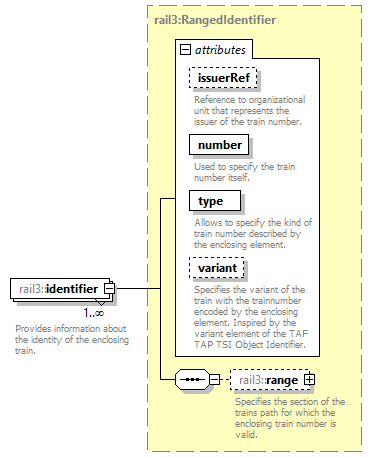 rail3:RangedIdentifier
attributes
issuerRef
Reference to organizational
unit that represents the
issuer of the train number.
number
Used to specify the train
number itself.
type
Allows to specify the kind of
train number described by
the enclosing element.
variant
Specifies the variant of the
train with the trainnumber
encoded by the enclosing
element. Inspired by the
variant element of the TAF
TAP TSI Object Identifier.
rail3::identifier
1..∞
Provides information about
the identity of the enclosing
train.
rail3::range
Specifies the section of the
trains path for which the
enclosing train number is
valid.